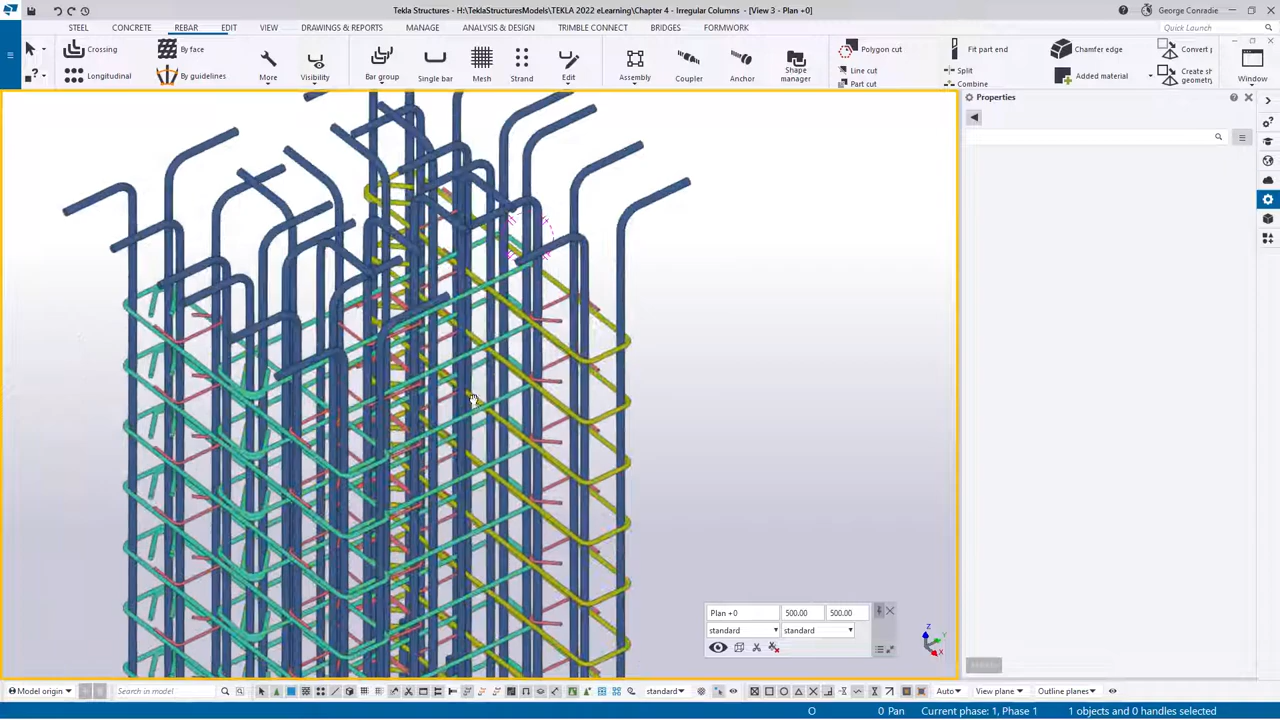 Tekla Structures - H:\TeklaStructuresModels\TEKLA 2022 eLearning\Chapter 4 - Irregular Columns - [View 3 - Plan +0]
George Conradie
STEEL CONCRETE REBAR EDIT VIEW DRAWINGS & REPORTS MANAGE ANALYSIS & DESIGN TRIMBLE CONNECT BRIDGES FORMWORK
Quick Launch
Crossing
Longitudinal
By face
By guidelines
More
Visibility
Bar group
Single bar
Mesh
Strand
Edit
Assembly
Coupler
Anchor
Shape
manager
Polygon cut
Line cut
Part cut
Fit part end
Split
Combine
Chamfer edge
Added material
Convert
Create sh
geometry
Window
Properties
Plan +0 500.00 500.00
standard standard
Z
Y
X
Model origin Search in model standard Auto View plane Outline planes
O 0 Pan Current phase: 1, Phase 1 1 objects and 0 handles selected